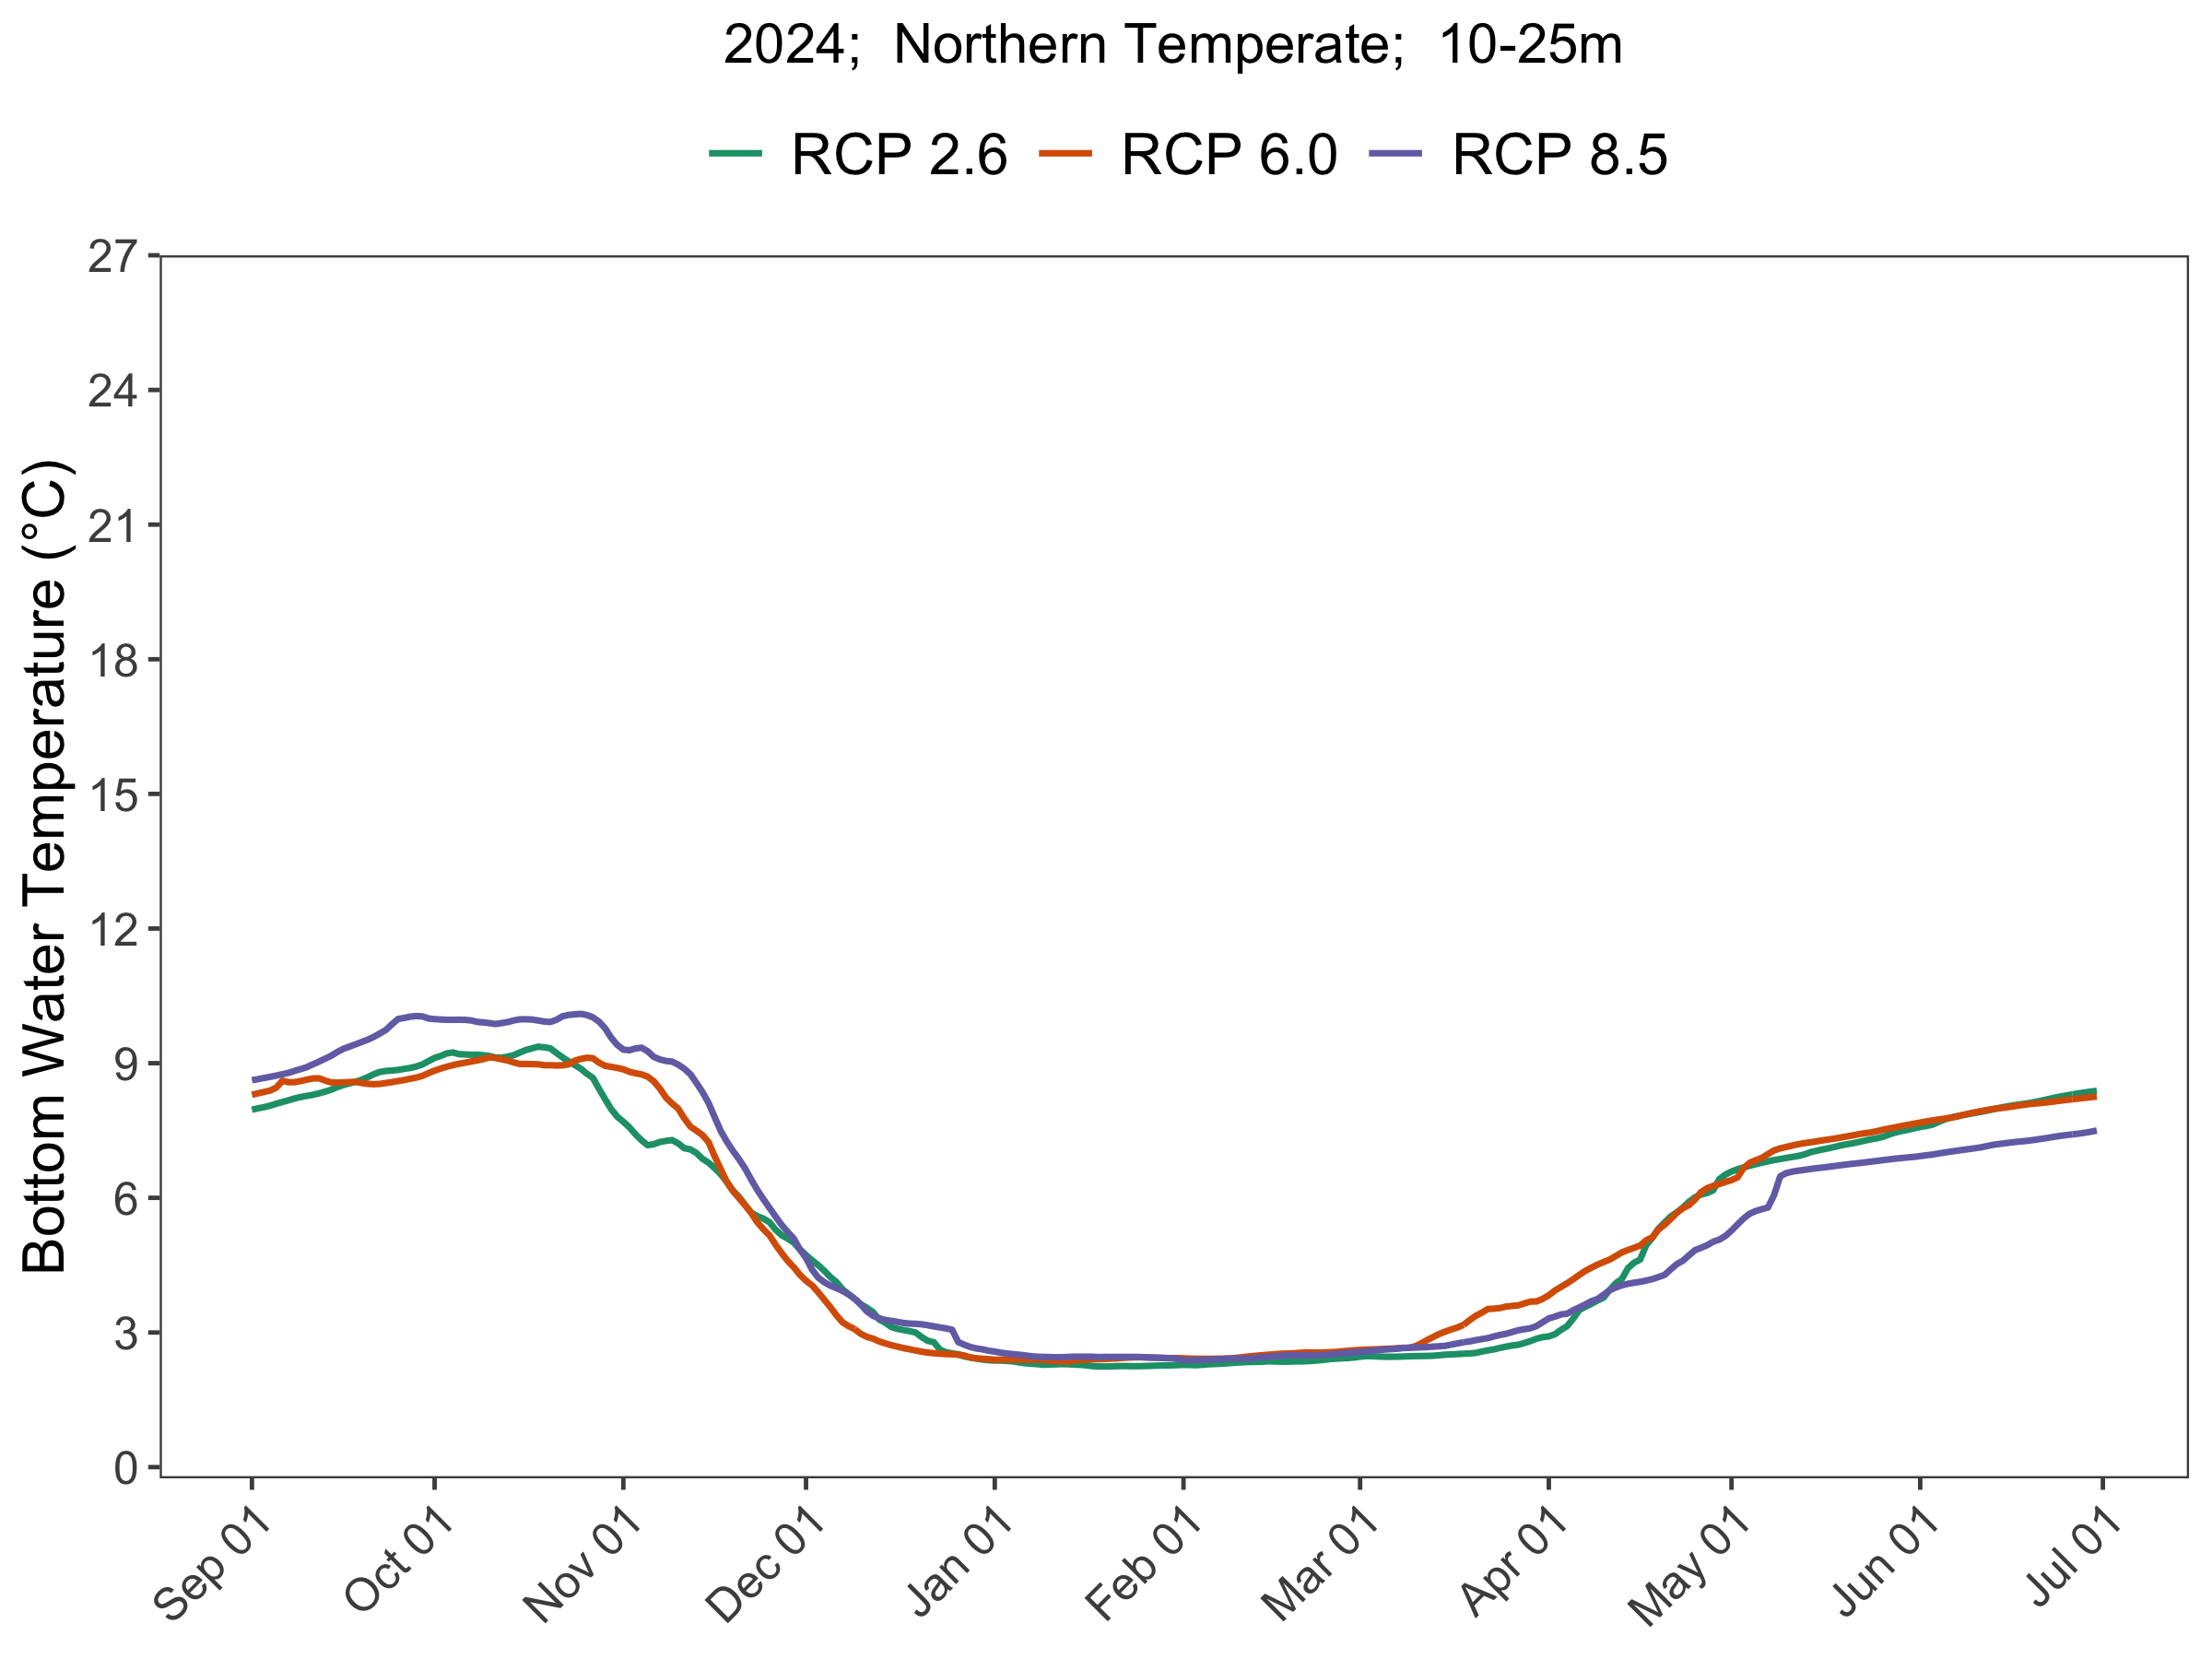 2024;  Northern Temperate;  10-25m
RCP 2.6 RCP 6.0 RCP 8.5
Bottom Water Temperature (°C)
27
24
21
18
15
12
9
6
3
0
Sep 01 Oct 01 Nov 01 Dec 01 Jan 01 Feb 01 Mar 01 Apr 01 May 01 Jun 01 Jul 01